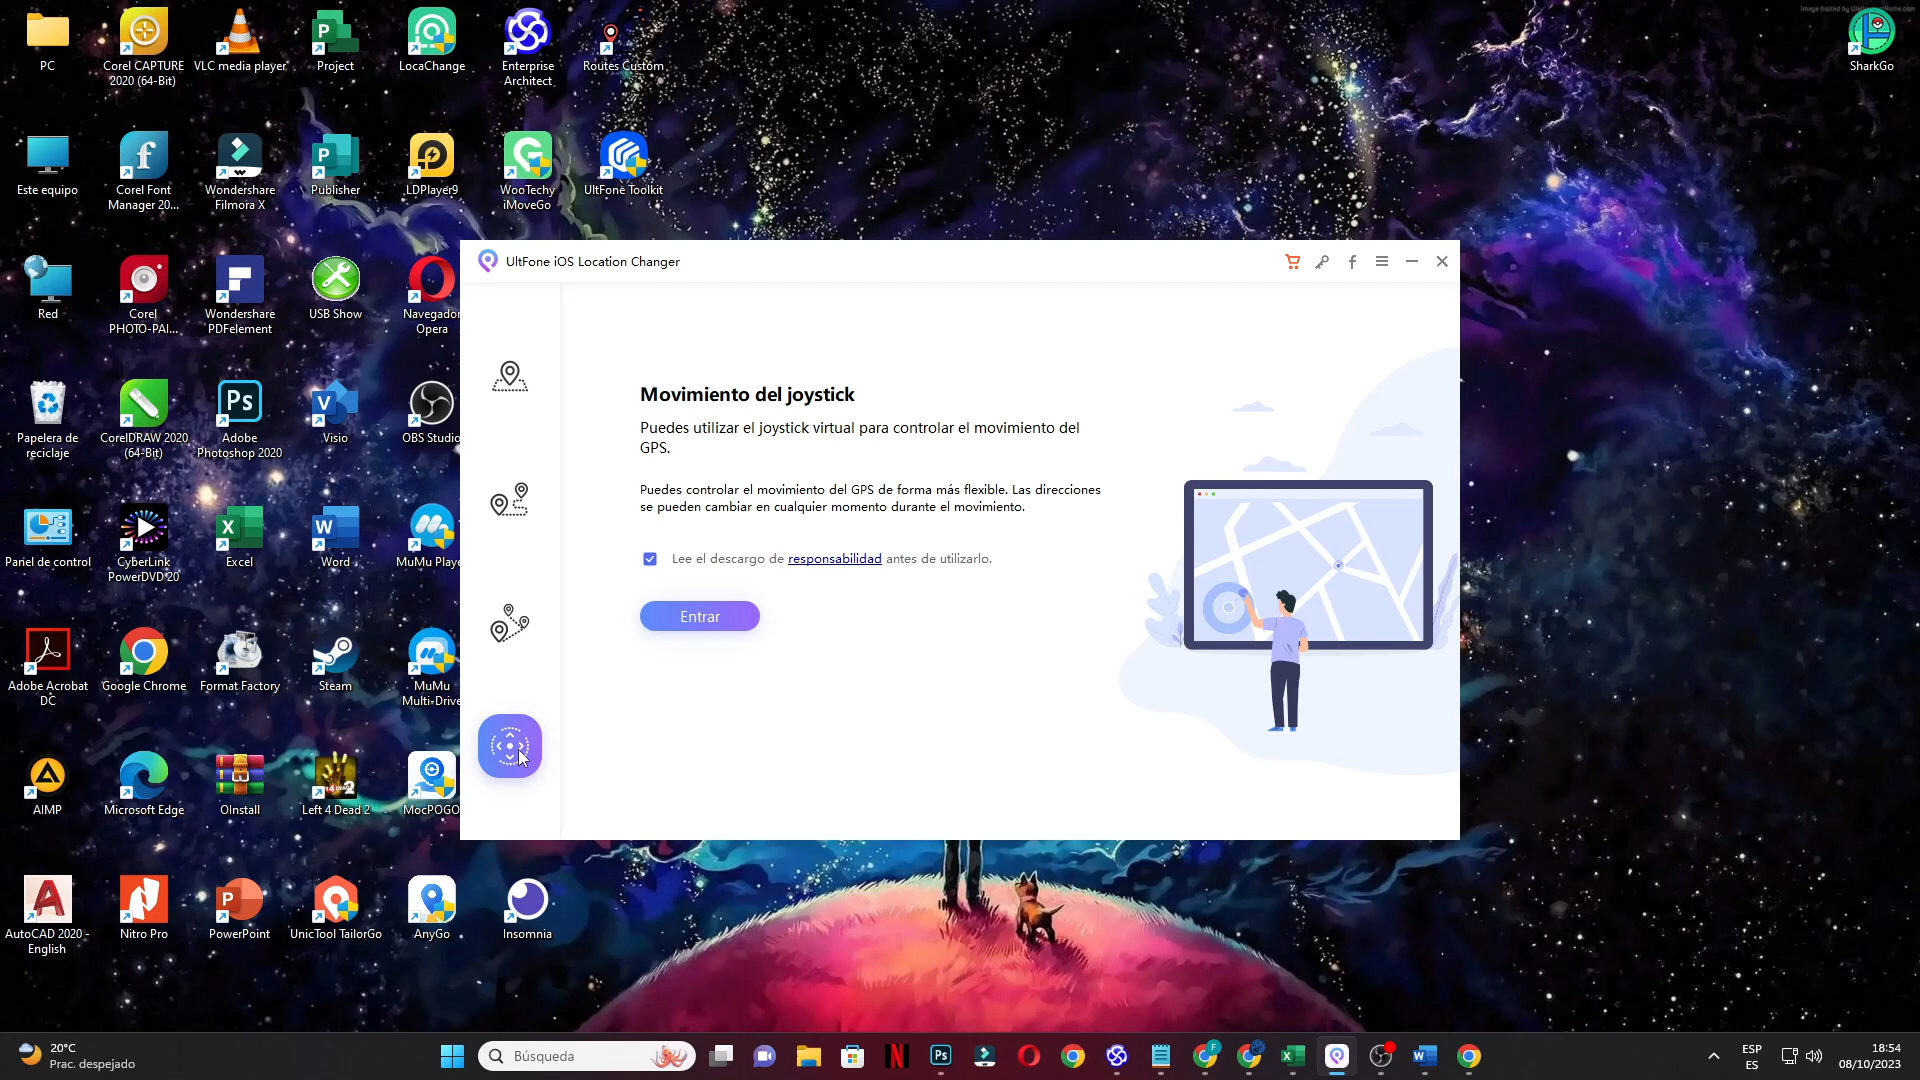 PC
Corel CAPTURE
2020 (64-Bit)
VLC media player
Project
LocaChange
Enterprise
Architect
Routes Custom
SharkGo
Este equipo
Corel Font
Manager 20...
Wondershare
Filmora X
Publisher
LDPlayer9
WooTechy
iMoveGo
UltFone Toolkit
UltFone iOS Location Changer
Red
Corel
PHOTO-PAI...
Wondershare
PDFelement
USB Show
Navegador
Opera
Movimiento del joystick
Puedes utilizar el joystick virtual para controlar el movimiento del
GPS.
Puedes controlar el movimiento del GPS de forma más flexible. Las direcciones
se pueden cambiar en cualquier momento durante el movimiento.
Lee el descargo de responsabilidad antes de utilizarlo.
Entrar
Papelera de
reciclaje
CorelDRAW 2020
(64-Bit)
Adobe
Photoshop 2020
Visio
OBS Studio
Panel de control
CyberLink
PowerDVD 20
Excel
Word
MuMu Playe
Adobe Acrobat
DC
Google Chrome
Format Factory
Steam
MuMu
Multi-Drive
AIMP
Microsoft Edge
OInstall
Left 4 Dead 2
MocPOGO
AutoCAD 2020 -
English
Nitro Pro
PowerPoint
UnicTool TailorGo
AnyGo
Insomnia
20°C
Prac. despejado
Búsqueda
ESP
ES
18:54
08/10/2023